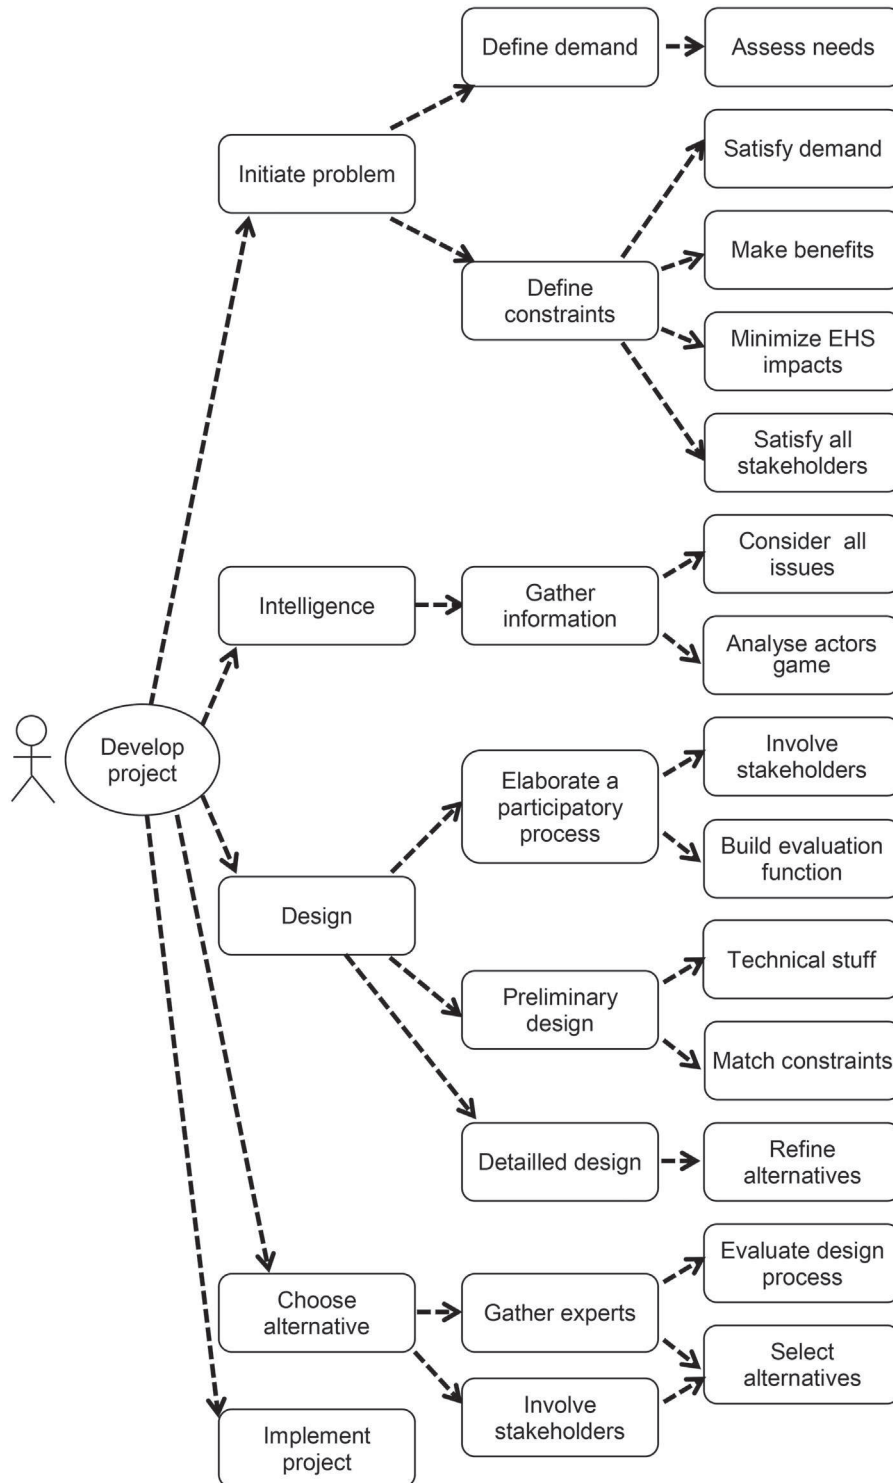 Define demand
Assess needs
Initiate problem
Satisfy demand
Make benefits
Define
constraints
Minimize EHS
impacts
Satisfy all
stakeholders
Intelligence
Gather
information
Consider  all
issues
Analyse actors
game
Develop
project
Elaborate a
participatory
process
Involve
stakeholders
Build evaluation
function
Design
Preliminary
design
Technical stuff
Match constraints
Detailled design
Refine
alternatives
Choose
alternative
Gather experts
Evaluate design
process
Select
alternatives
Involve
stakeholders
Implement
project